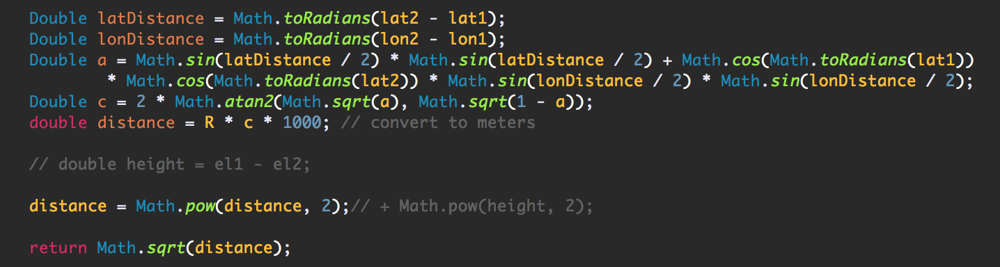 Double latDistance = Math.toRadians(lat2 - lat1);
Double lonDistance = Math.toRadians(lon2 - lon1);
Double a = Math.sin(latDistance / 2) * Math.sin(latDistance / 2) + Math.cos(Math.toRadians(lat1))
        * Math.cos(Math.toRadians(lat2)) * Math.sin(lonDistance / 2) * Math.sin(lonDistance / 2);
Double c = 2 * Math.atan2(Math.sqrt(a), Math.sqrt(1 - a));
double distance = R * c * 1000; // convert to meters
// double height = el1 - el2;
distance = Math.pow(distance, 2);// + Math.pow(height, 2);
return Math.sqrt(distance);